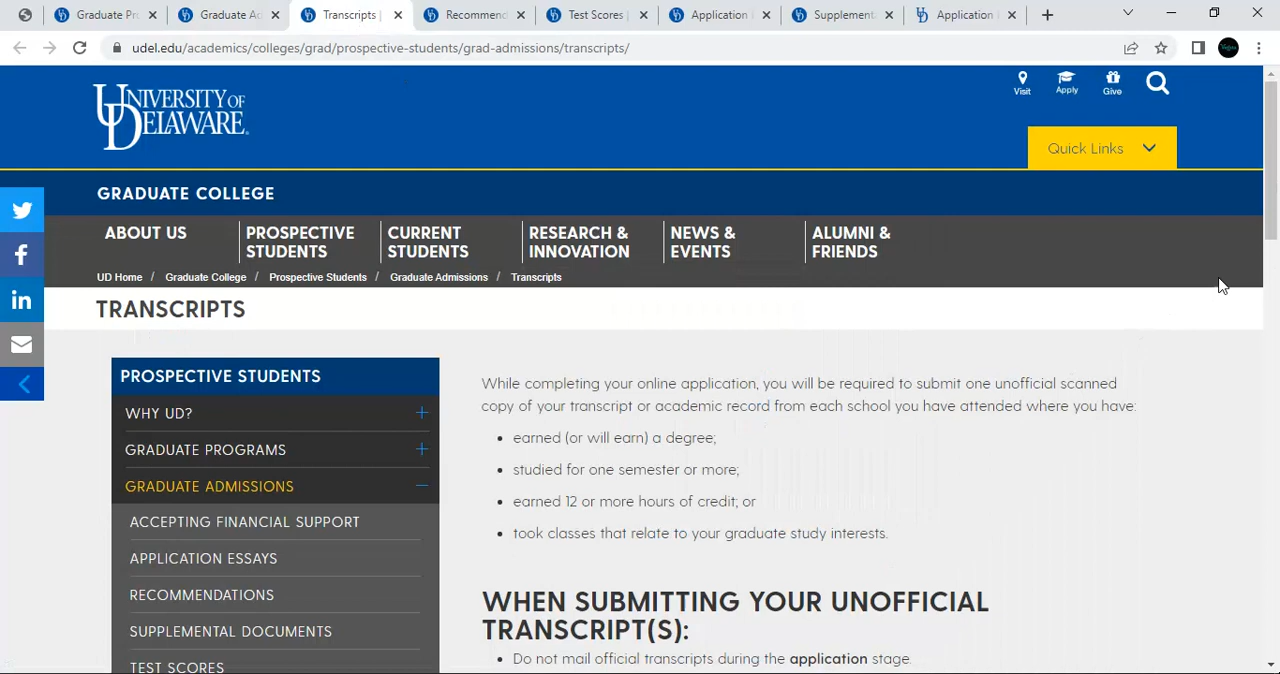 Graduate Pr
Graduate Ad
Transcripts |
Recommend
Test Scores |
Application
Supplement
Application
udel.edu/academics/colleges/grad/prospective-students/grad-admissions/transcripts/
UNIVERSITY OF
DELAWARE.
Visit
Apply
Give
Quick Links
GRADUATE COLLEGE
ABOUT US
PROSPECTIVE
STUDENTS
CURRENT
STUDENTS
RESEARCH &
INNOVATION
NEWS &
EVENTS
ALUMNI &
FRIENDS
UD Home / Graduate College / Prospective Students / Graduate Admissions / Transcripts
TRANSCRIPTS
PROSPECTIVE STUDENTS
WHY UD?
GRADUATE PROGRAMS
GRADUATE ADMISSIONS
ACCEPTING FINANCIAL SUPPORT
APPLICATION ESSAYS
RECOMMENDATIONS
SUPPLEMENTAL DOCUMENTS
TEST SCORES
While completing your online application, you will be required to submit one unofficial scanned
copy of your transcript or academic record from each school you have attended where you have:
• earned (or will earn) a degree;
• studied for one semester or more;
• earned 12 or more hours of credit; or
• took classes that relate to your graduate study interests.
WHEN SUBMITTING YOUR UNOFFICIAL
TRANSCRIPT(S):
• Do not mail official transcripts during the application stage.